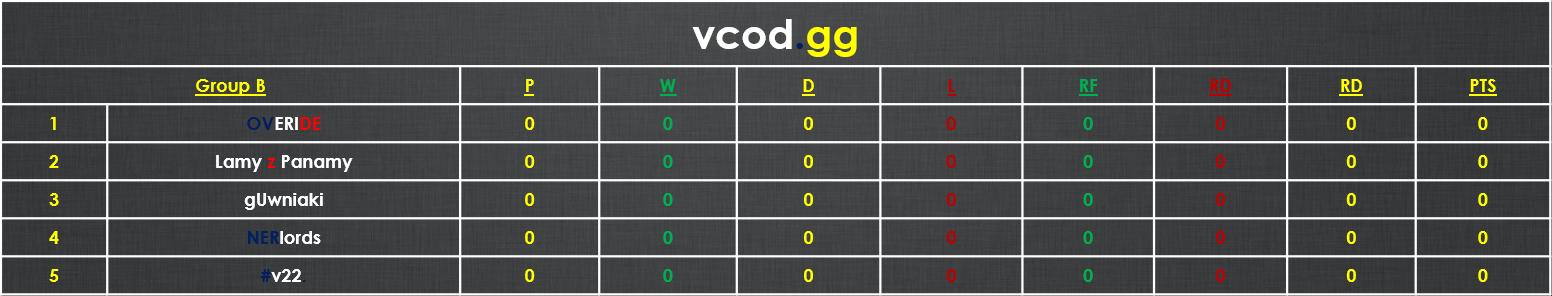 vcod.gg
Group B P W D L RF RD RD PTS
1 OVERIDE 0 0 0 0 0 0 0 0
2 Lamy z Panamy 0 0 0 0 0 0 0 0
3 gUwniaki 0 0 0 0 0 0 0 0
4 NERlords 0 0 0 0 0 0 0 0
5 #v22 0 0 0 0 0 0 0 0